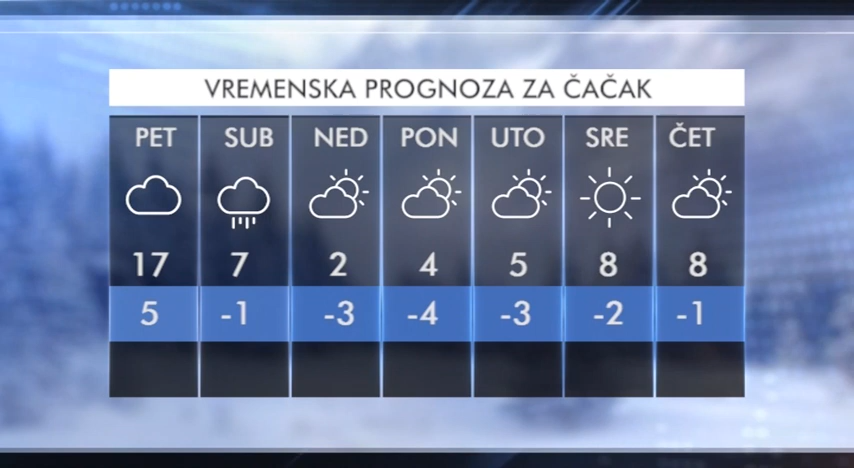 VREMENSKA PROGNOZA ZA ČAČAK
PET SUB NED PON UTO SRE ČET
17 7 2 4 5 8 8
5 -1 -3 -4 -3 -2 -1